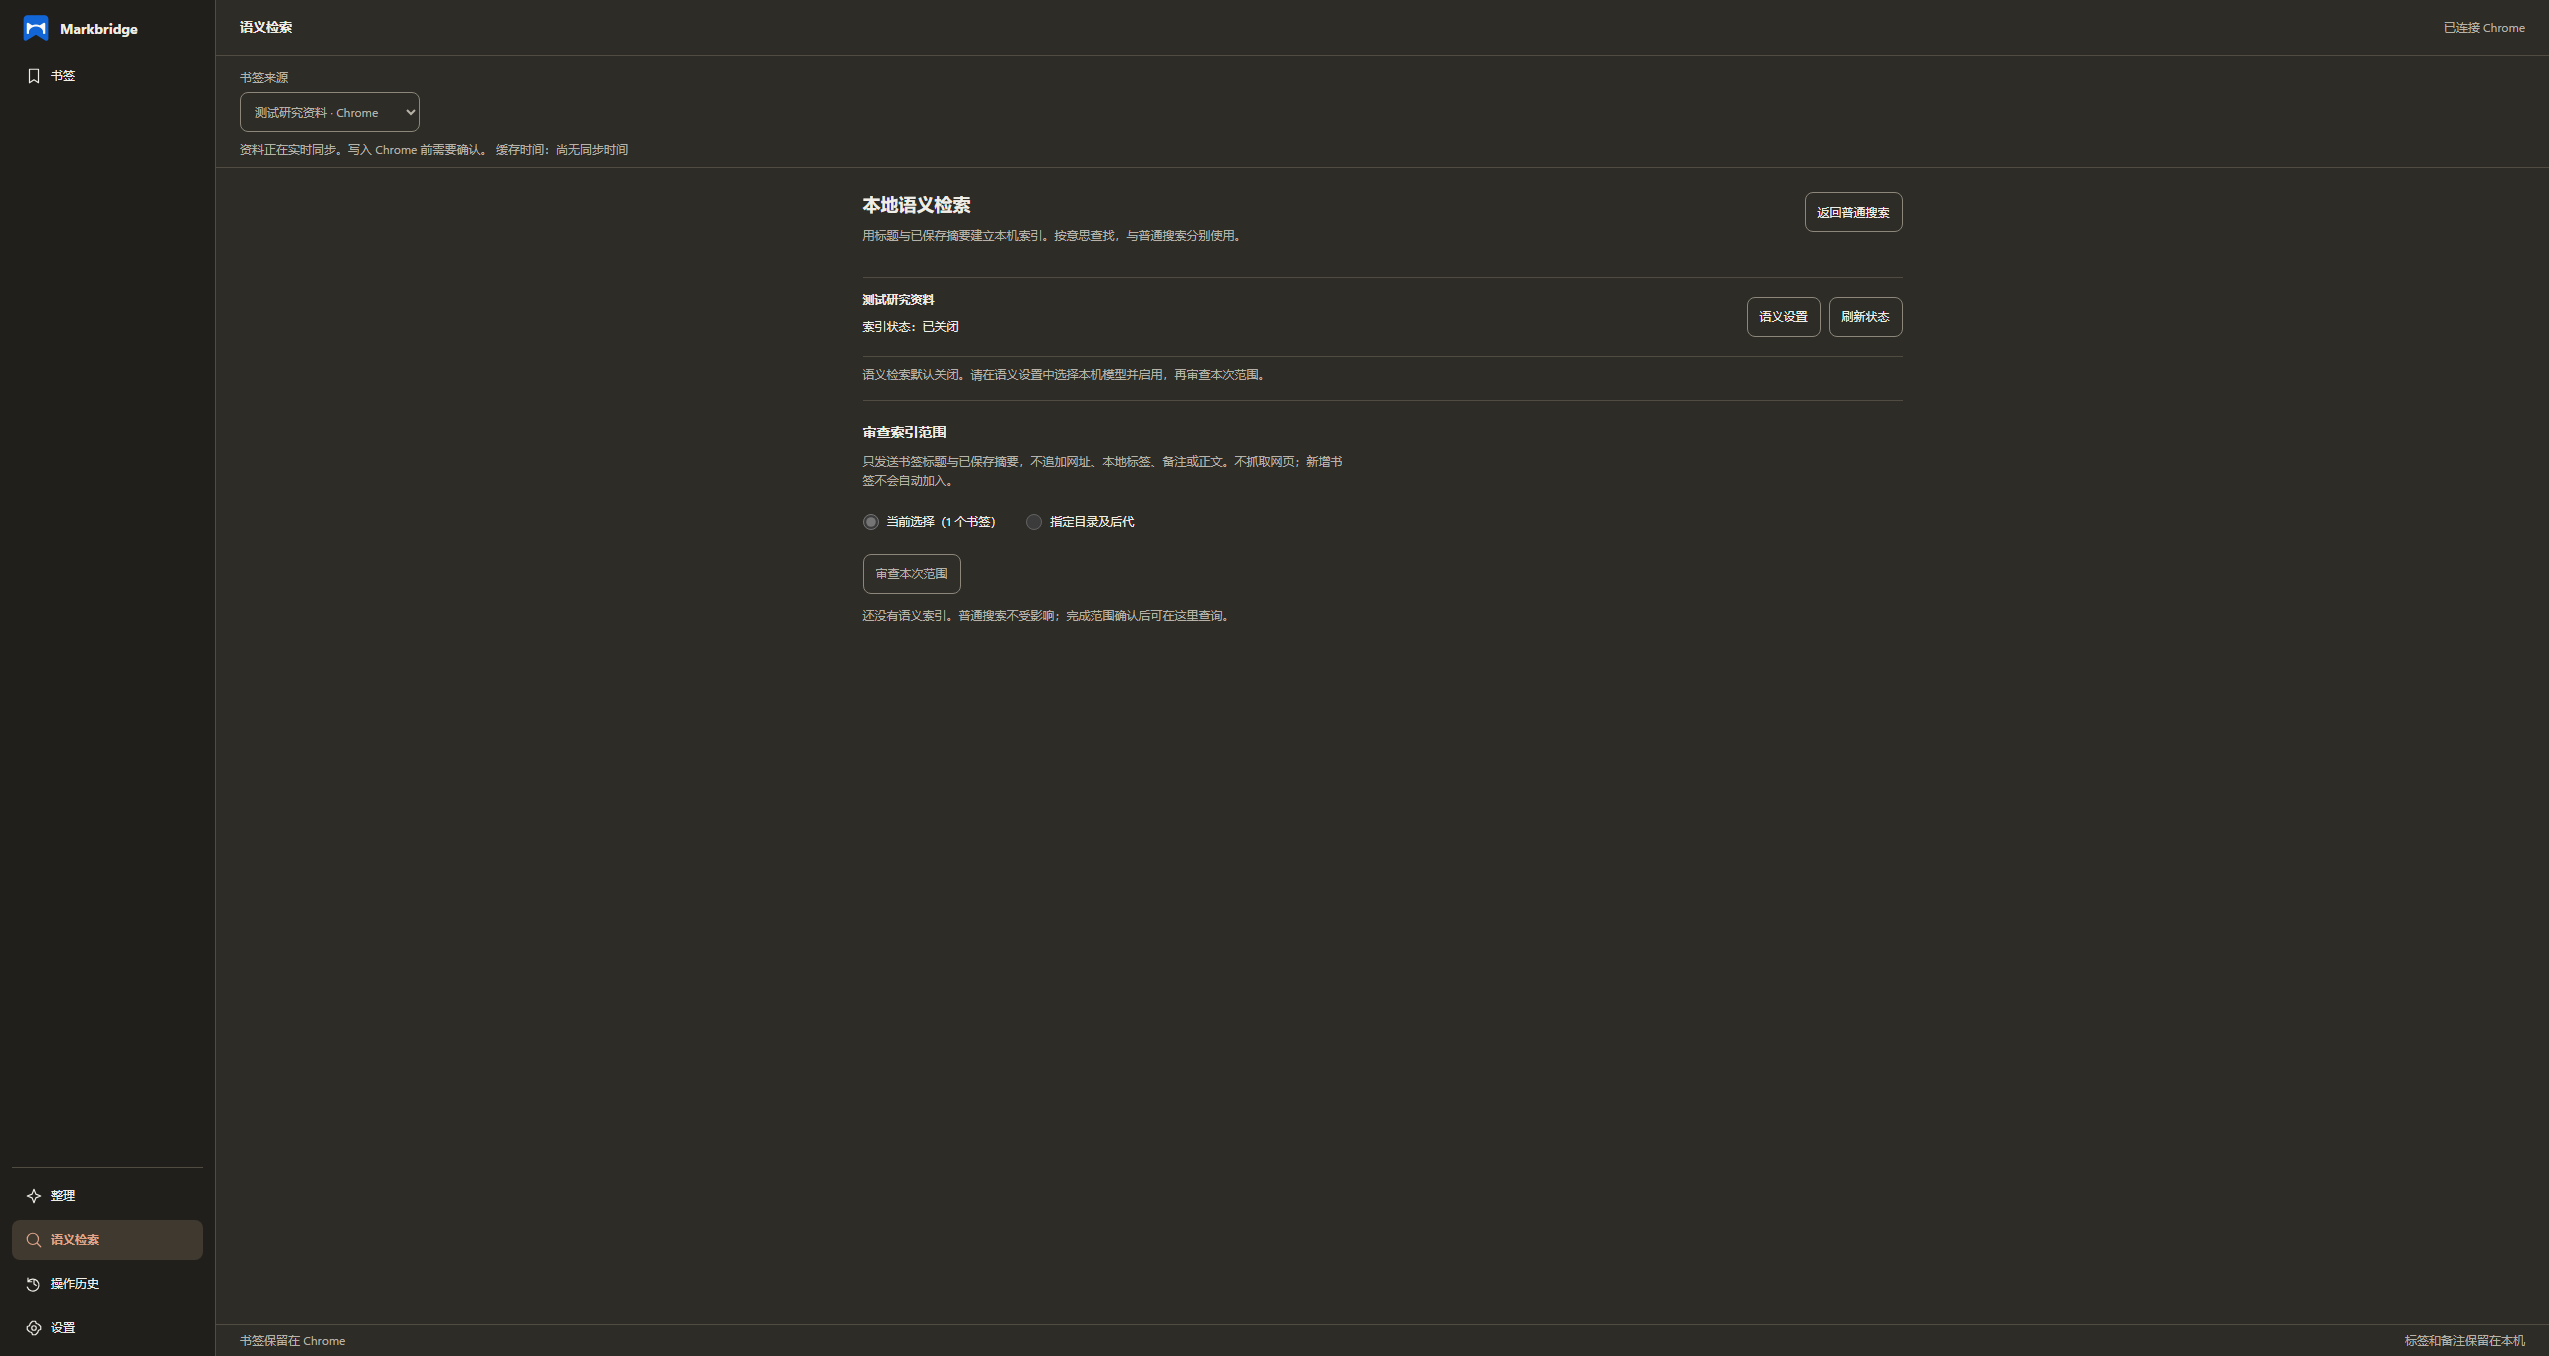 Markbridge
书签
语义检索
已连接 Chrome
书签来源
测试研究资料 · Chrome
资料正在实时同步。写入 Chrome 前需要确认。 缓存时间：尚无同步时间
本地语义检索
返回普通搜索
用标题与已保存摘要建立本机索引。按意思查找，与普通搜索分别使用。
测试研究资料
索引状态：已关闭
语义设置
刷新状态
语义检索默认关闭。请在语义设置中选择本机模型并启用，再审查本次范围。
审查索引范围
只发送书签标题与已保存摘要，不追加网址、本地标签、备注或正文。不抓取网页；新增书
签不会自动加入。
当前选择（1 个书签）
指定目录及后代
审查本次范围
还没有语义索引。普通搜索不受影响；完成范围确认后可在这里查询。
整理
语义检索
操作历史
设置
书签保留在 Chrome
标签和备注保留在本机